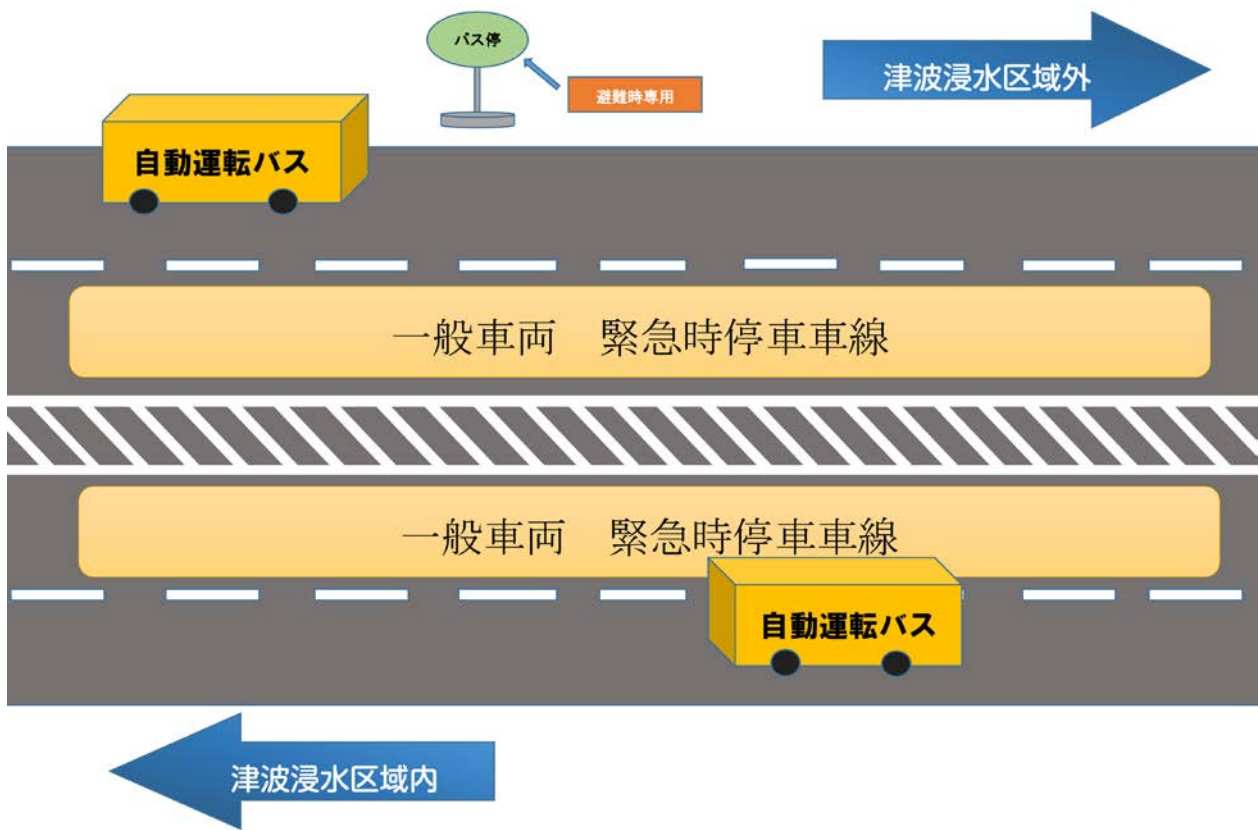 バス停
避難時専用
津波浸水区域外
自動運転バス
一般車両　緊急時停車車線
一般車両　緊急時停車車線
自動運転バス
津波浸水区域内